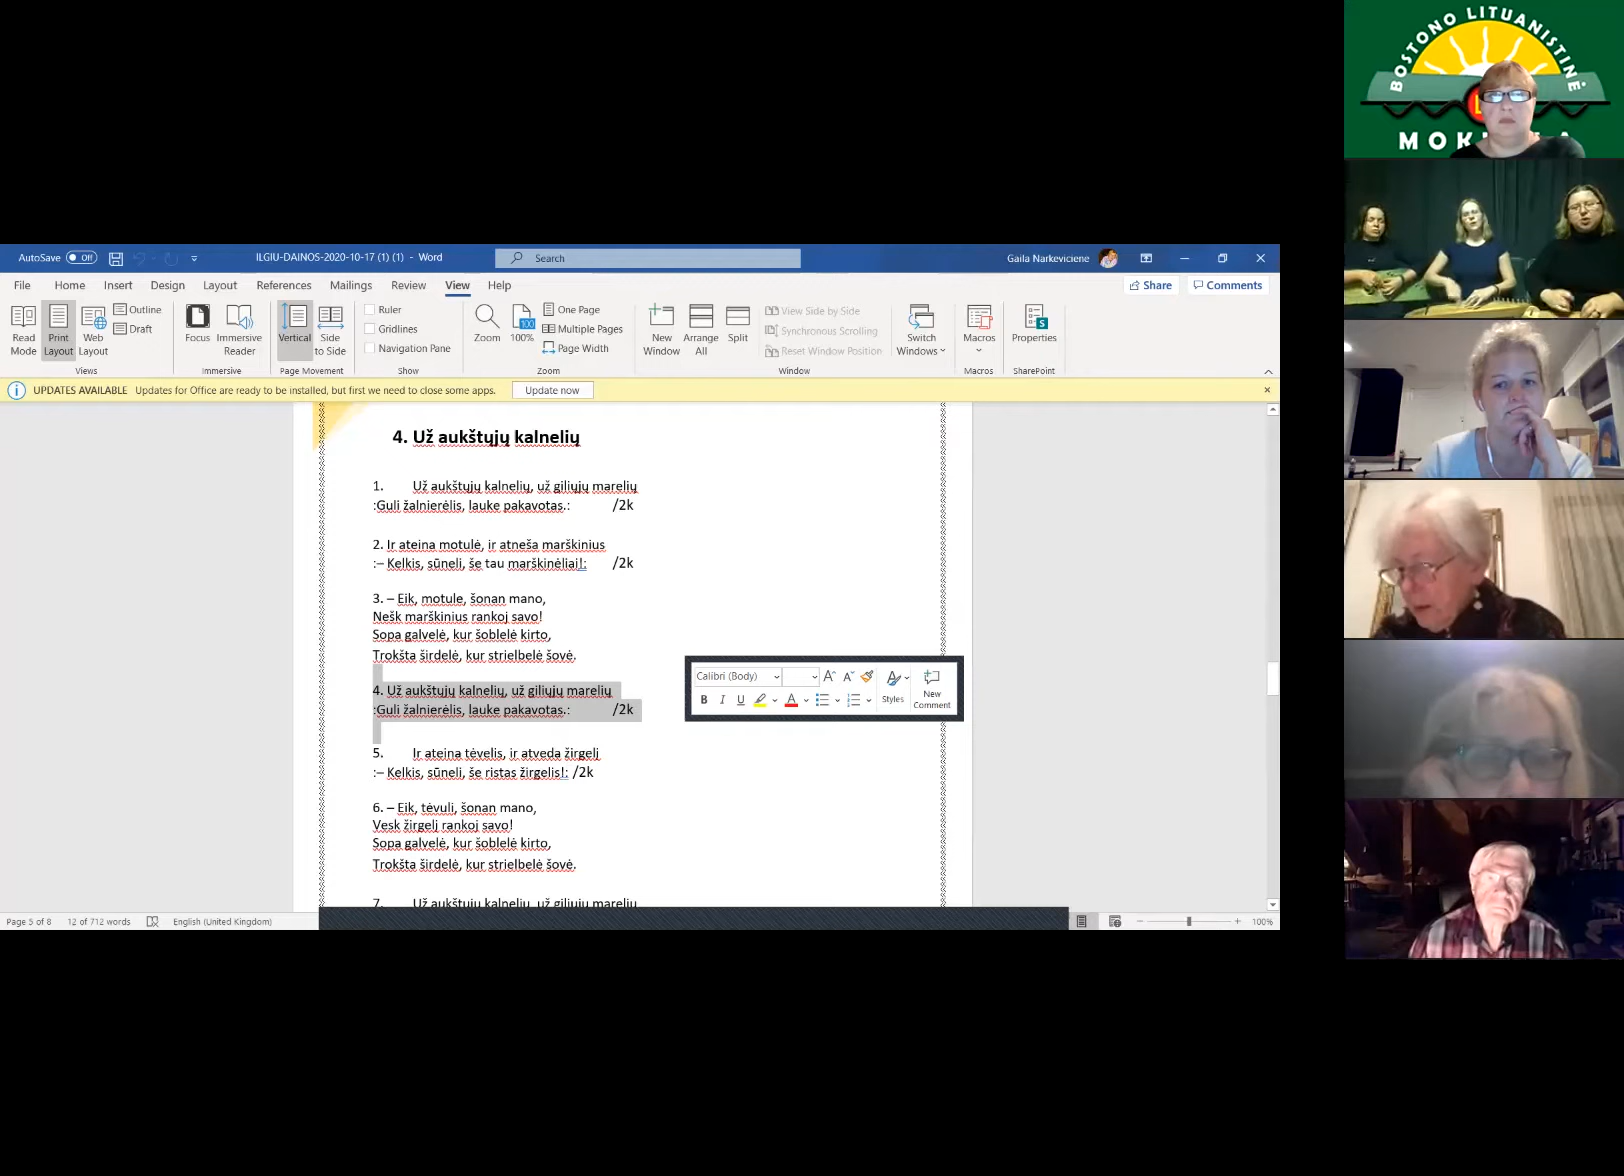 BOSTONO LITUANISTINĖ
AutoSave Off ILGIU-DAINOS-2020-10-17 (1) (1) - Word Search Gaila Narkeviciene
File Home Insert Design Layout References Mailings Review View Help Share Comments
Read Mode Print Layout Web Layout Outline Draft Focus Immersive Reader Vertical Side to Side Ruler Gridlines Navigation Pane Zoom 100% One Page Multiple Pages Page Width New Window Arrange All Split View Side by Side Synchronous Scrolling Reset Window Position Switch Windows Macros Properties
Views Immersive Page Movement Show Zoom Window Macros SharePoint
UPDATES AVAILABLE Updates for Office are ready to be installed, but first we need to close some apps. Update now
4. Už aukštųjų kalnelių
1. Už aukštųjų kalnelių, už giliųjų marelių
:Guli žalnierėlis, lauke pakavotas.: /2k
2. Ir ateina motulė, ir atneša marškinius
:– Kelkis, sūneli, še tau marškinėliai!: /2k
3. – Eik, motule, šonan mano,
Nešk marškinius rankoj savo!
Sopa galvelė, kur šoblelė kirto,
Trokšta širdelė, kur strielbelė šovė.
4. Už aukštųjų kalnelių, už giliųjų marelių
:Guli žalnierėlis, lauke pakavotas.: /2k
5. Ir ateina tėvelis, ir atveda žirgelį
:– Kelkis, sūneli, še ristas žirgelis!: /2k
6. – Eik, tėvuli, šonan mano,
Vesk žirgelį rankoj savo!
Sopa galvelė, kur šoblelė kirto,
Trokšta širdelė, kur strielbelė šovė.
7. Už aukštųjų kalnelių, už giliųjų marelių
Calibri (Body) A A
B I U A Styles New Comment
Page 5 of 8 12 of 712 words English (United Kingdom) 100%